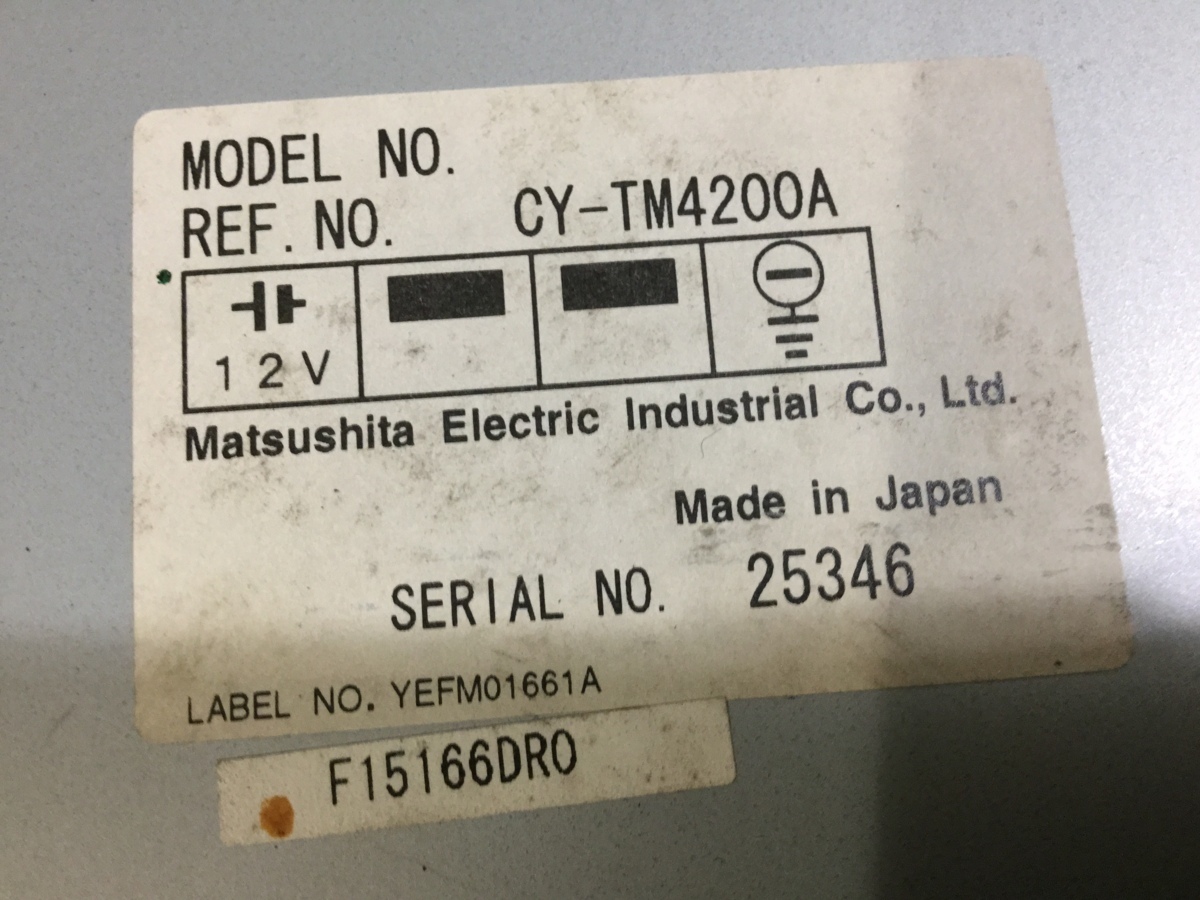 MODEL NO.
REF. NO. CY-TM4200A
12V
Matsushita Electric Industrial Co., Ltd.
Made in Japan
SERIAL NO. 25346
LABEL NO. YEFM01661A
F15166DR0